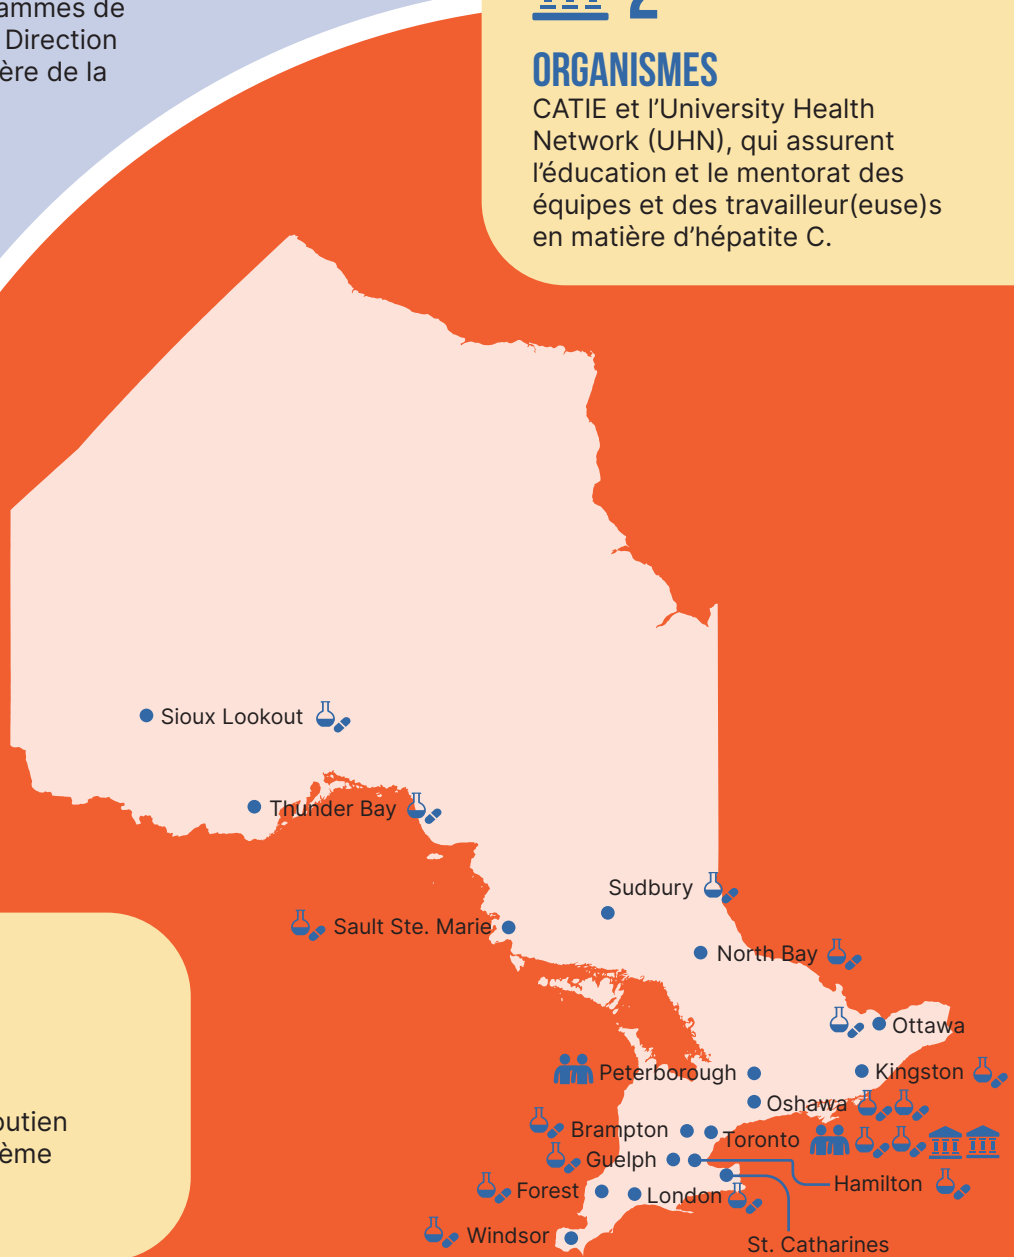 ammes de
Direction
ère de la
2
ORGANISMES
CATIE et l’University Health
Network (UHN), qui assurent
l’éducation et le mentorat des
équipes et des travailleur(euse)s
en matière d’hépatite C.
Sioux Lookout
Thunder Bay
Sudbury
Sault Ste. Marie
North Bay
Ottawa
Peterborough
Kingston
Oshawa
Brampton
Toronto
Guelph
Hamilton
Forest
London
Windsor
St. Catharines
outien
ème